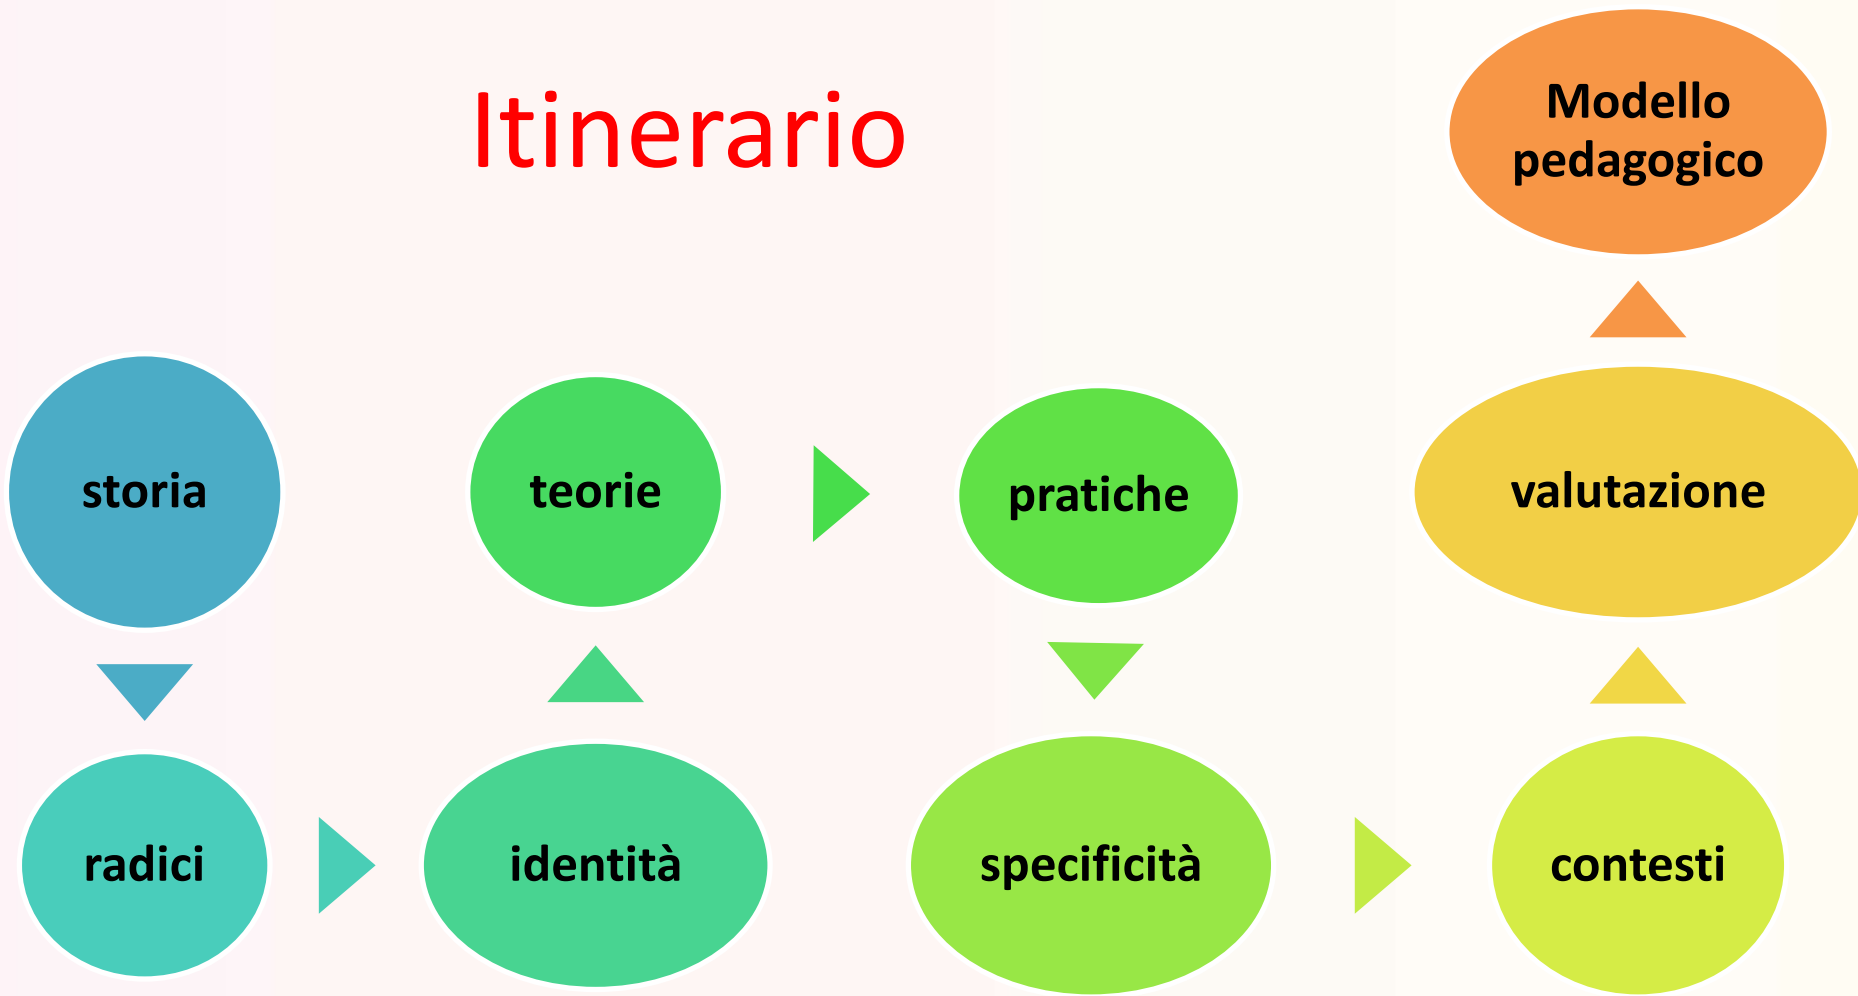 Itinerario
storia
radici
identità
teorie
pratiche
specificità
contesti
valutazione
Modello
pedagogico